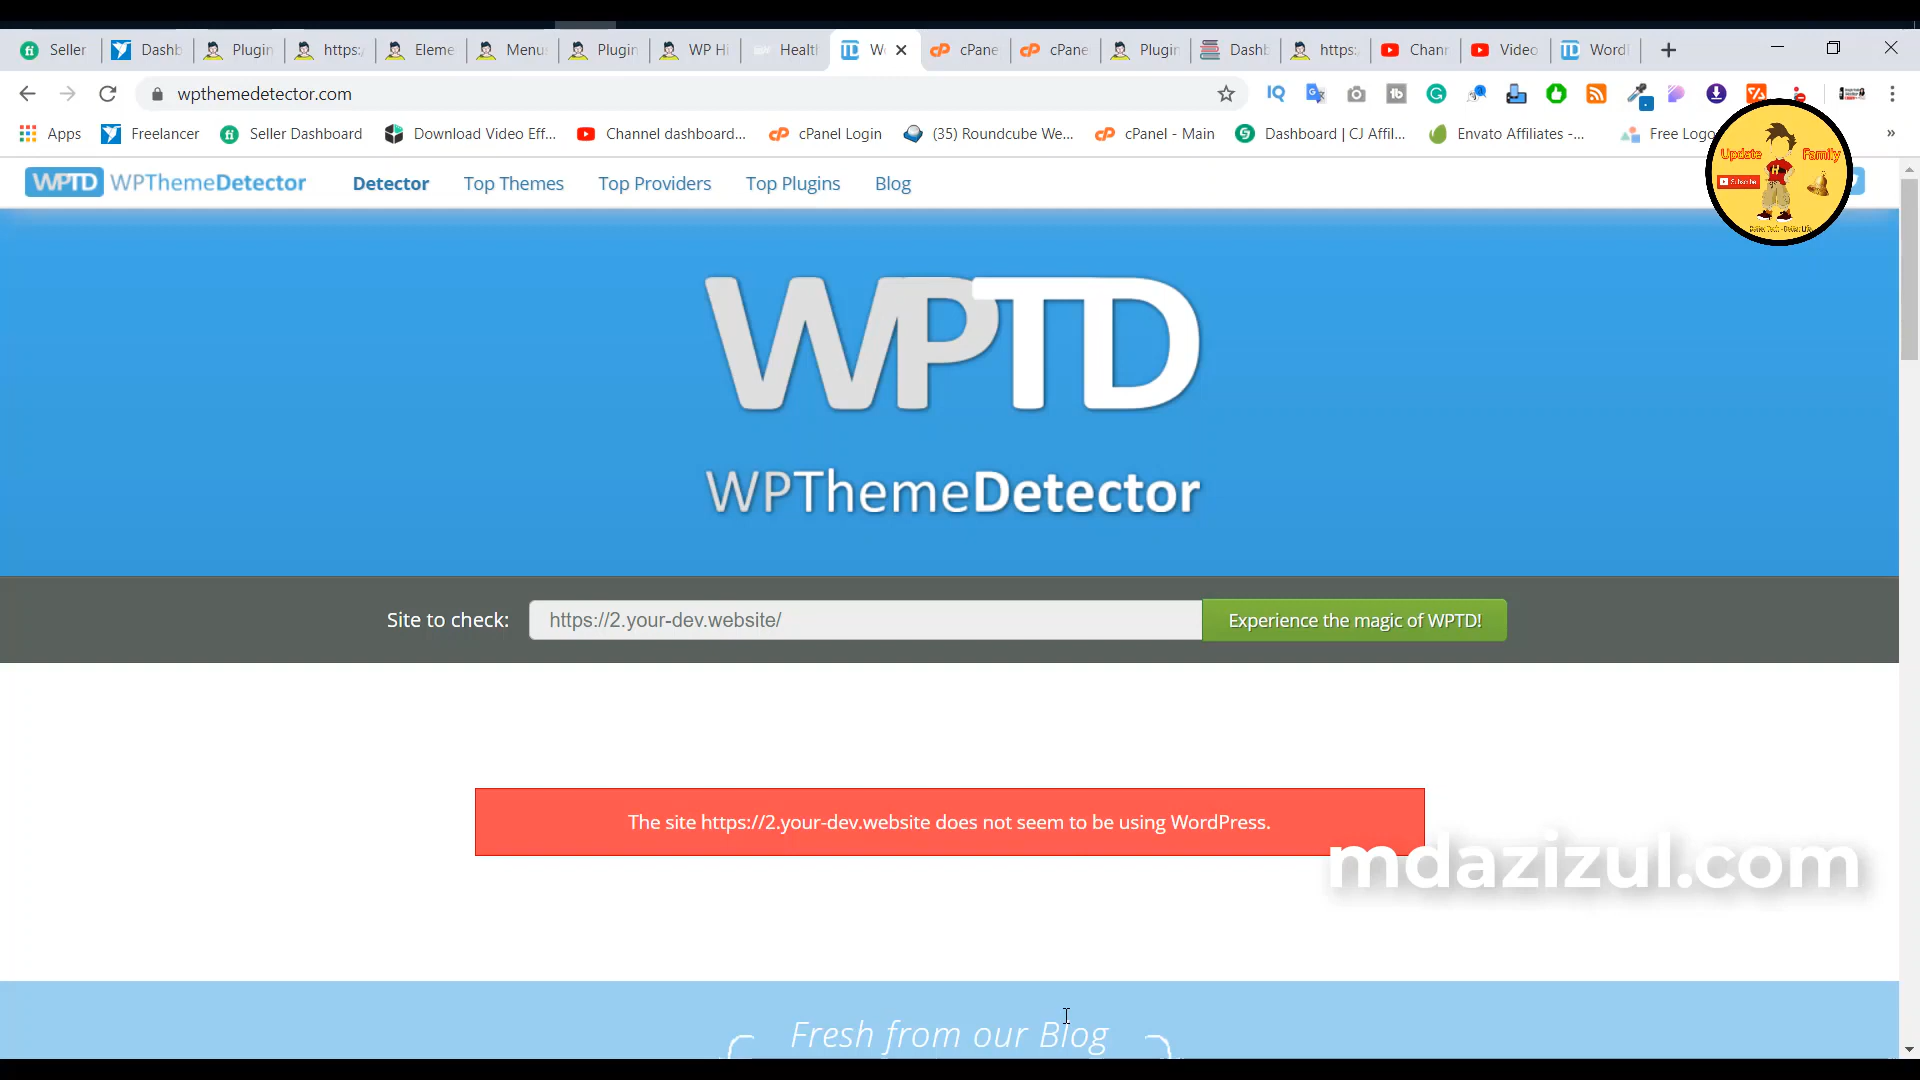 Seller
Dashb
Plugin
https:
Eleme
Menu
Plugin
WP Hi
Healt
W
cPane
cPane
Plugin
Dashb
https:
Chann
Video
Wordl
wpthemedetector.com
Apps
Freelancer
Seller Dashboard
Download Video Eff...
Channel dashboard...
cPanel Login
(35) Roundcube We...
cPanel - Main
Dashboard | CJ Affil...
Envato Affiliates -...
Free Logo
»
Update Family
Subscribe
WPTD WPThemeDetector
Detector
Top Themes
Top Providers
Top Plugins
Blog
WPTD
WPThemeDetector
Site to check:
https://2.your-dev.website/
Experience the magic of WPTD!
The site https://2.your-dev.website does not seem to be using WordPress.
mdazizul.com
Fresh from our Blog